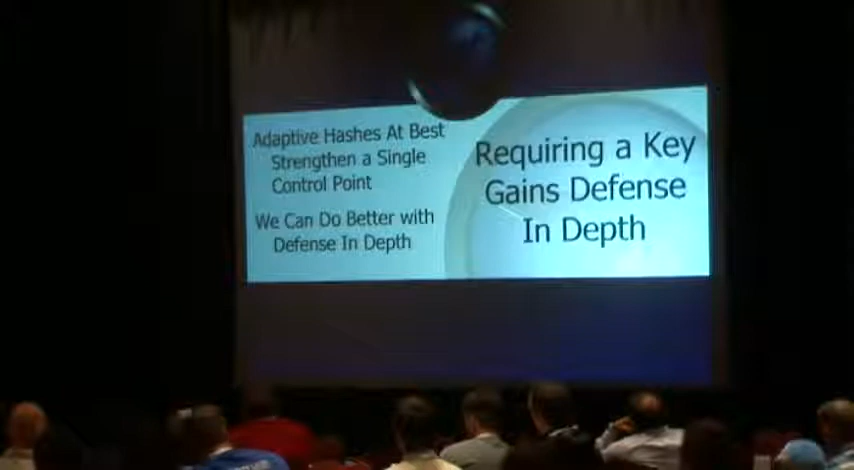 Adaptive Hashes At Best
Strengthen a Single
Control Point
We Can Do Better with
Defense In Depth
Requiring a Key
Gains Defense
In Depth